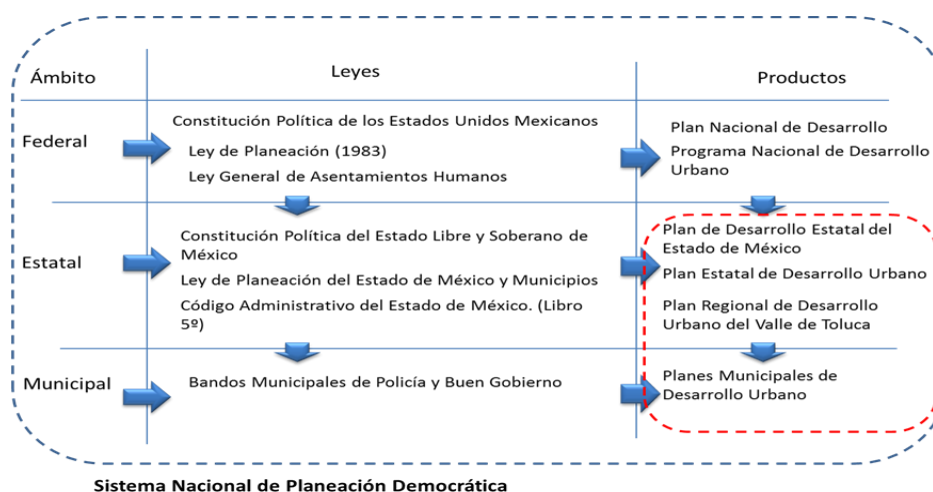 Ámbito
Leyes
Productos
Federal
Constitución Política de los Estados Unidos Mexicanos
Ley de Planeación (1983)
Ley General de Asentamientos Humanos
Plan Nacional de Desarrollo
Programa Nacional de Desarrollo
Urbano
Estatal
Constitución Política del Estado Libre y Soberano de
México
Ley de Planeación del Estado de México y Municipios
Código Administrativo del Estado de México. (Libro
5º)
Plan de Desarrollo Estatal del
Estado de México
Plan Estatal de Desarrollo Urbano
Plan Regional de Desarrollo
Urbano del Valle de Toluca
Municipal
Bandos Municipales de Policía y Buen Gobierno
Planes Municipales de
Desarrollo Urbano
Sistema Nacional de Planeación Democrática